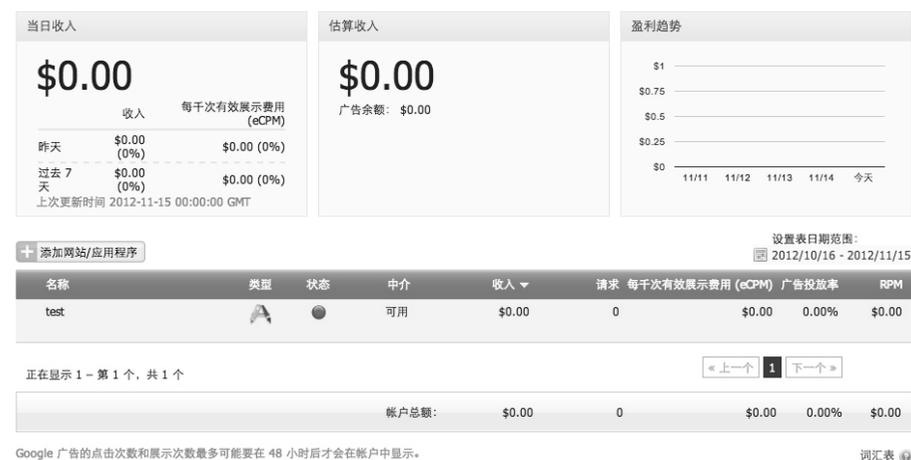 当日收入
$0.00
收入 每千次有效展示费用
(eCPM)
昨天 $0.00
(0%) $0.00 (0%)
过去 7
天 $0.00
(0%) $0.00 (0%)
上次更新时间 2012-11-15 00:00:00 GMT
估算收入
$0.00
广告余额： $0.00
盈利趋势
$1
$0.75
$0.5
$0.25
$0
11/11 11/12 11/13 11/14 今天
添加网站/应用程序
设置表日期范围：
2012/10/16 - 2012/11/15
名称 类型 状态 中介 收入 请求 每千次有效展示费用 (eCPM) 广告投放率 RPM
test 可用 $0.00 0 $0.00 0.00% $0.00
正在显示 1 – 第 1 个，共 1 个
« 上一个 1 下一个 »
帐户总额： $0.00 0 $0.00 0.00% $0.00
Google 广告的点击次数和展示次数最多可能要在 48 小时后才会在帐户中显示。
词汇表